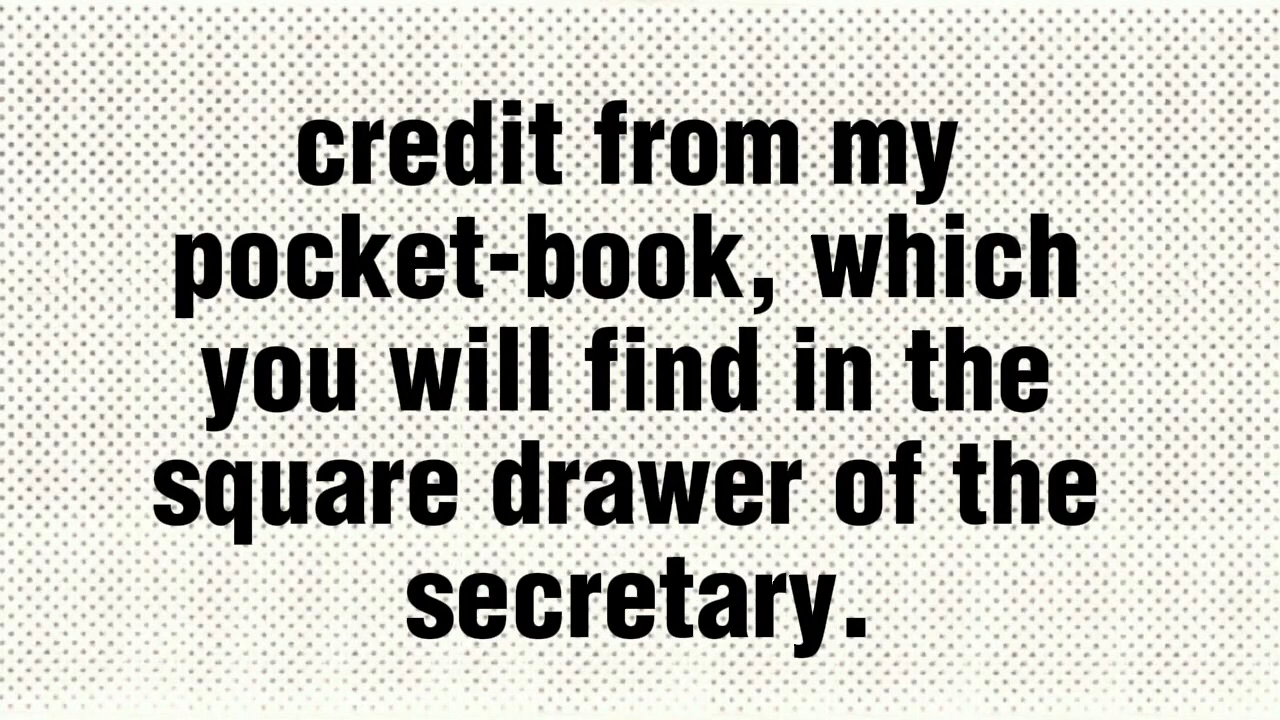 credit from my
pocket-book, which
you will find in the
square drawer of the
secretary.